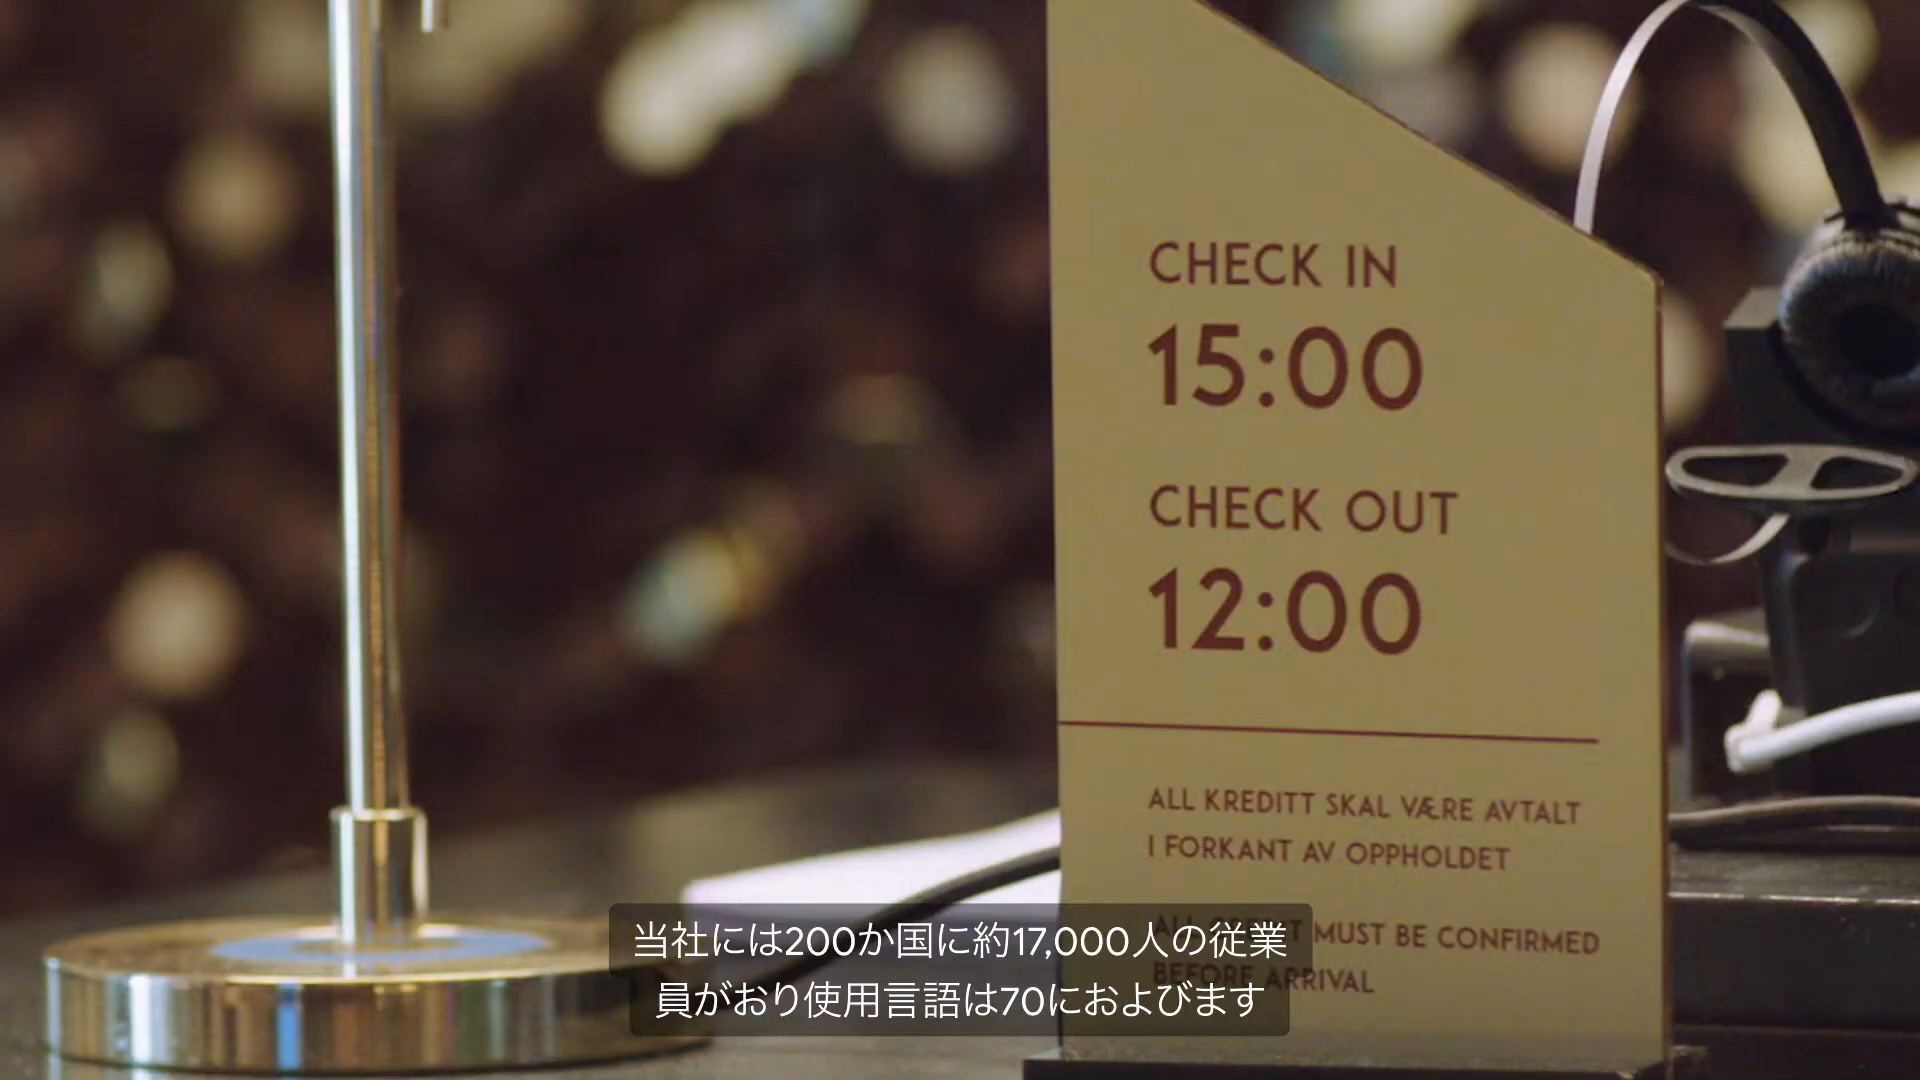 CHECK IN
15:00
CHECK OUT
12:00
ALL KREDITT SKAL VÆRE AVTALT
I FORKANT AV OPPHOLDET
ALL CREDIT MUST BE CONFIRMED
BEFORE ARRIVAL
当社には200か国に約17,000人の従業
員がおり使用言語は70におよびます